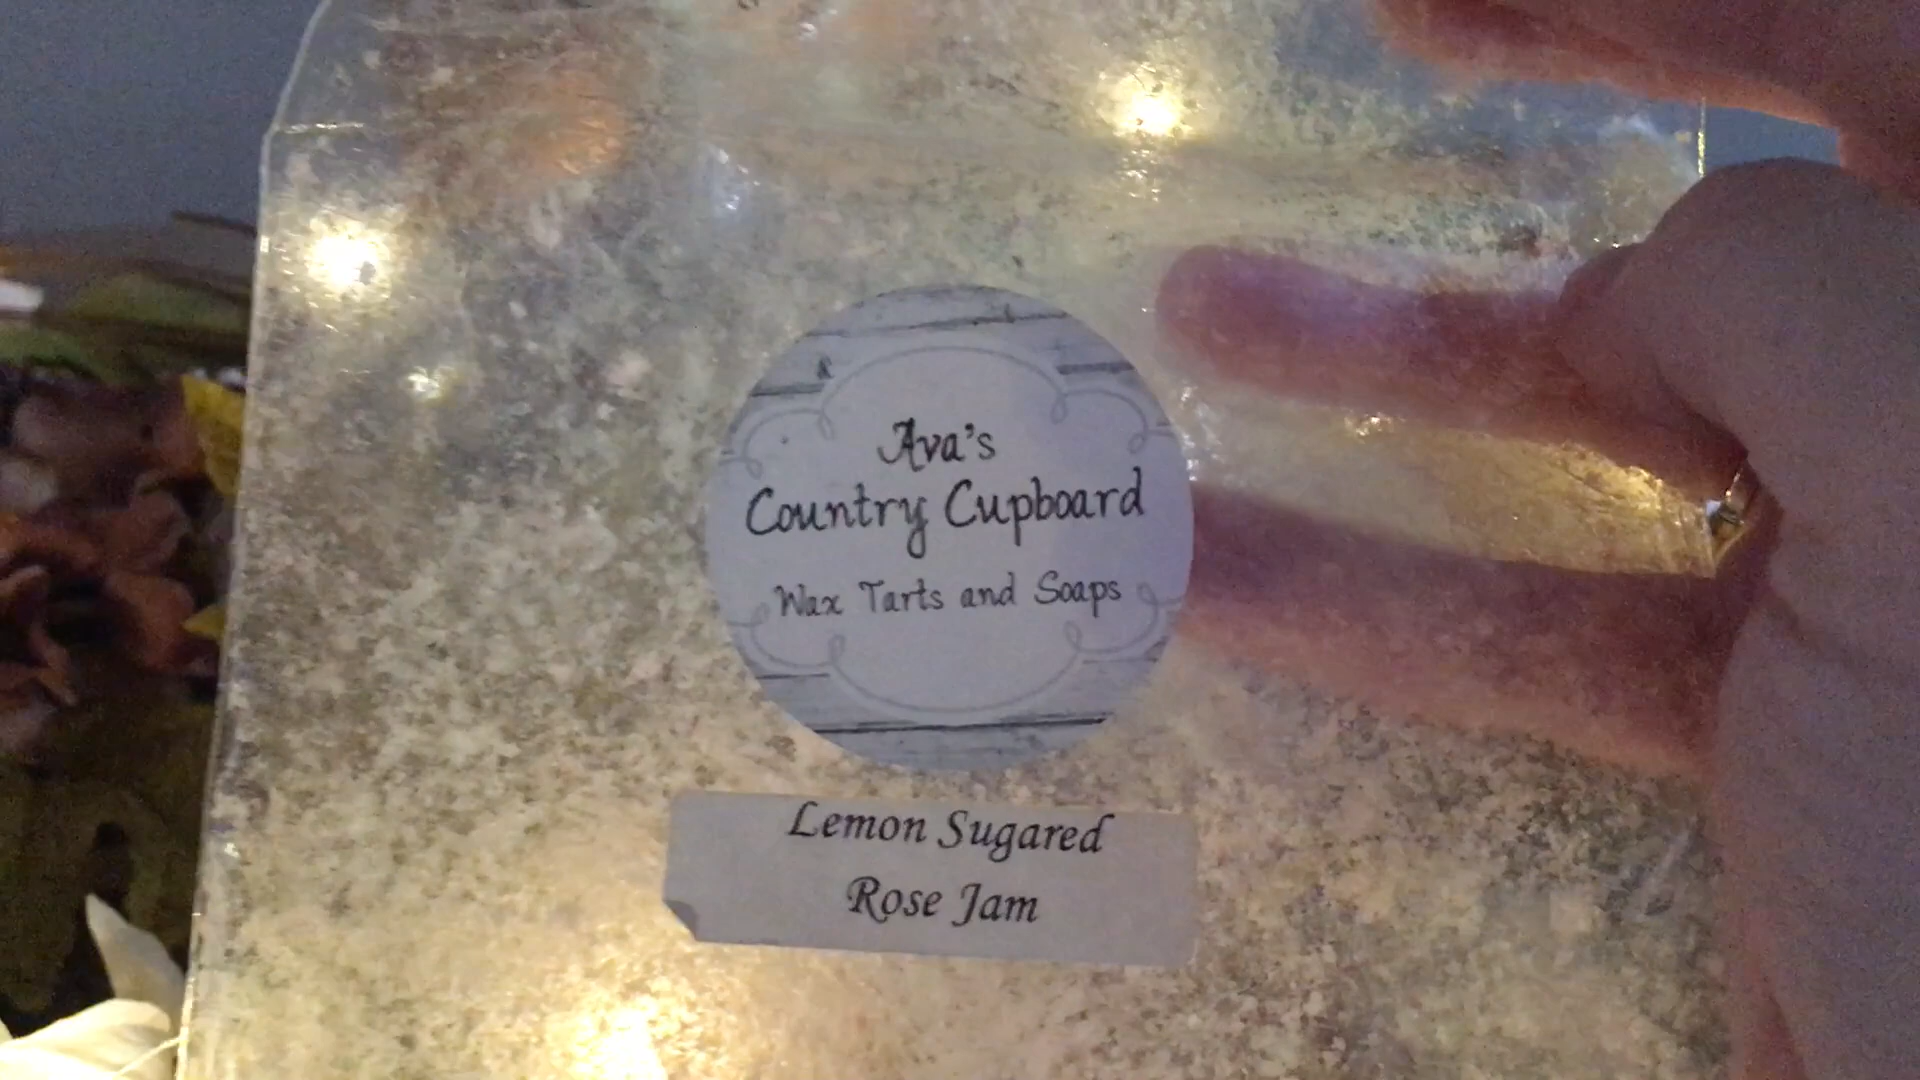 Ava's
Country Cupboard
Wax Tarts and Soaps
Lemon Sugared
Rose Jam